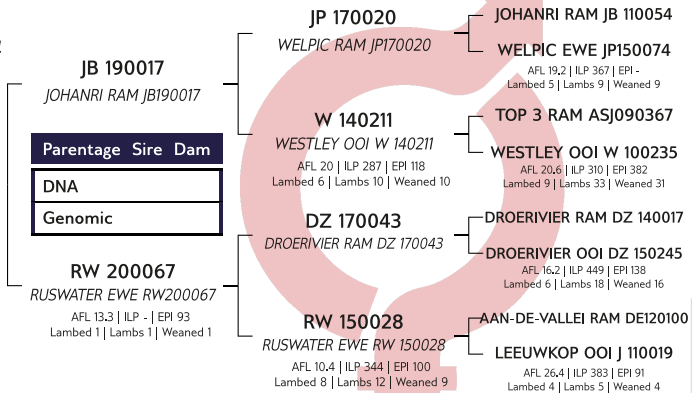 JB 190017
JOHANRI RAM JB190017
Parentage Sire Dam
DNA
Genomic
RW 200067
RUSWATER EWE RW200067
AFL 13.3 | ILP - | EPI 93
Lambed 1 | Lambs 1 | Weaned 1
JP 170020
WELPIC RAM JP170020
W 140211
WESTLEY OOI W 140211
AFL 20 | ILP 287 | EPI 118
Lambed 6 | Lambs 10 | Weaned 10
DZ 170043
DROERIVIER RAM DZ 170043
RW 150028
RUSWATER EWE RW 150028
AFL 10.4 | ILP 344 | EPI 100
Lambed 8 | Lambs 12 | Weaned 9
JOHANRI RAM JB 110054
WELPIC EWE JP150074
AFL 19.2 | ILP 367 | EPI -
Lambed 5 | Lambs 9 | Weaned 9
TOP 3 RAM ASJ090367
WESTLEY OOI W 100235
AFL 20.6 | ILP 310 | EPI 382
Lambed 9 | Lambs 33 | Weaned 31
DROERIVIER RAM DZ 140017
DROERIVIER OOI DZ 150245
AFL 16.2 | ILP 449 | EPI 138
Lambed 6 | Lambs 18 | Weaned 16
AAN-DE-VALLEI RAM DE120100
LEEUWKOP OOI J 110019
AFL 26.4 | ILP 383 | EPI 91
Lambed 4 | Lambs 5 | Weaned 4